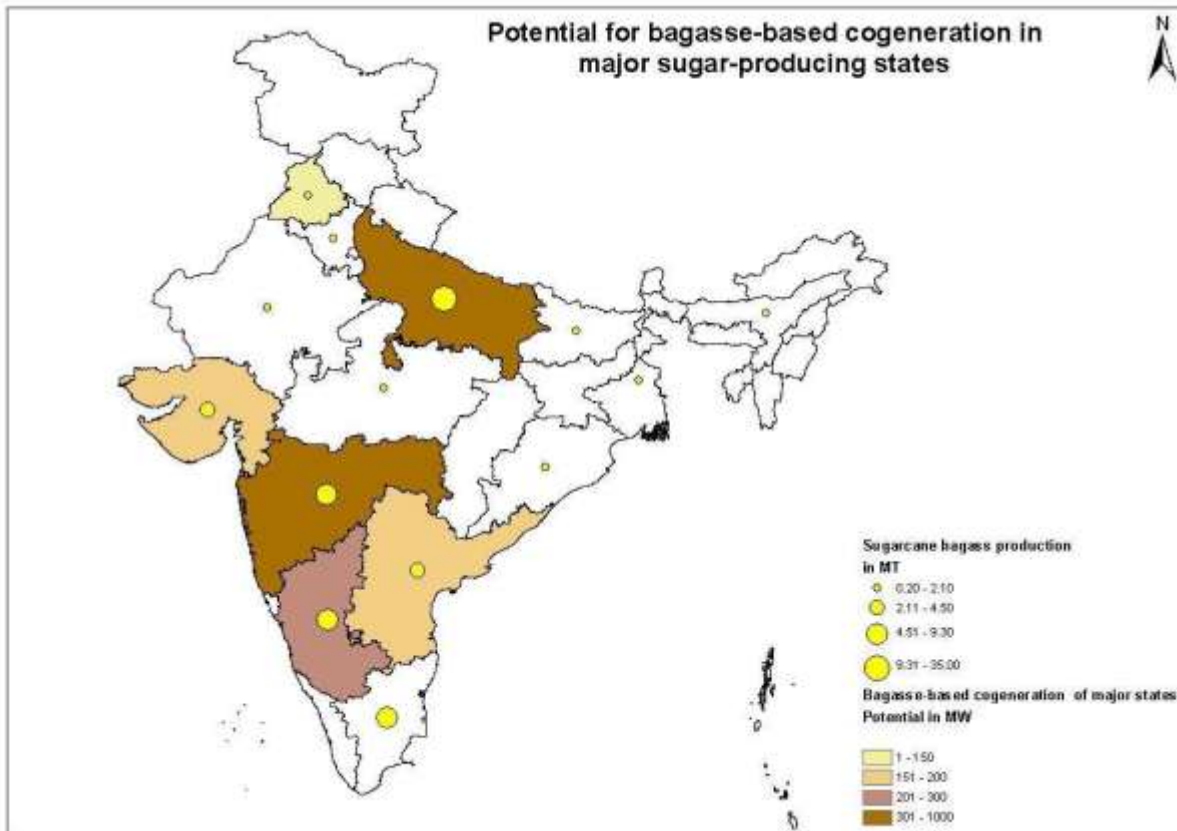 Potential for bagasse-based cogeneration in
major sugar-producing states
N
Sugarcane bagass production
in MT
0.20 - 2.10
2.11 - 4.50
4.51 - 9.30
9.31 - 35.00
Bagasse-based cogeneration of major states
Potential in MW
1 - 150
151 - 200
201 - 300
301 - 1000